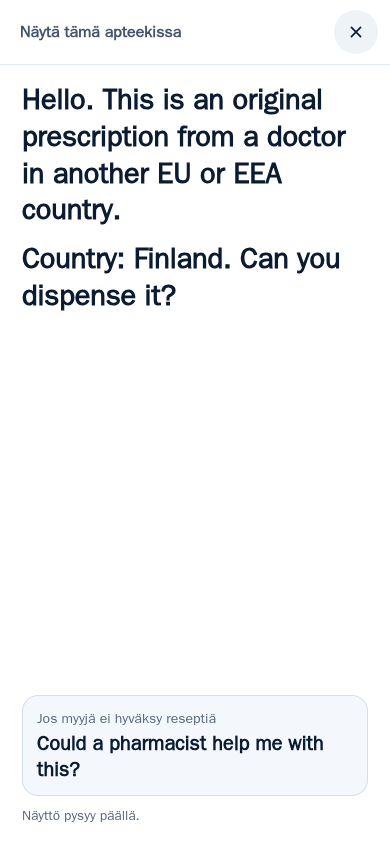 Näytä tämä apteekissa
Hello. This is an original
prescription from a doctor
in another EU or EEA
country.
Country: Finland. Can you
dispense it?
Jos myyjä ei hyväksy reseptiä
Could a pharmacist help me with
this?
Näyttö pysyy päällä.